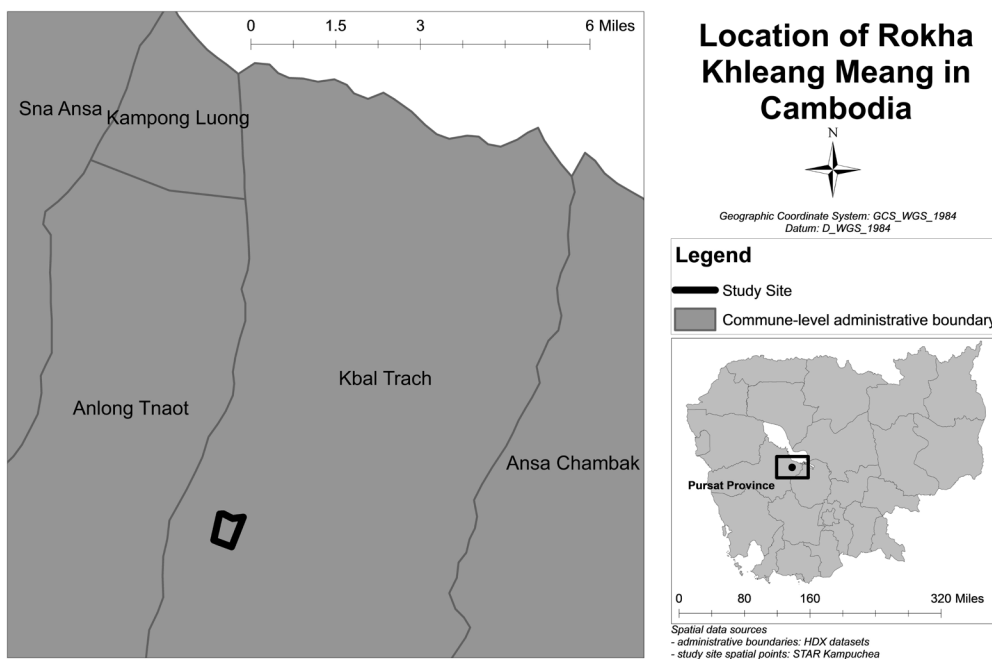 0 1.5 3 6 Miles
Sna Ansa
Kampong Luong
Kbal Trach
Anlong Tnaot
Ansa Chambak
Location of Rokha
Khleang Meang in
Cambodia
N
Geographic Coordinate System: GCS_WGS_1984
Datum: D_WGS_1984
Legend
Study Site
Commune-level administrative boundary
Pursat Province
0 80 160 320 Miles
Spatial data sources
- administrative boundaries: HDX datasets
- study site spatial points: STAR Kampuchea